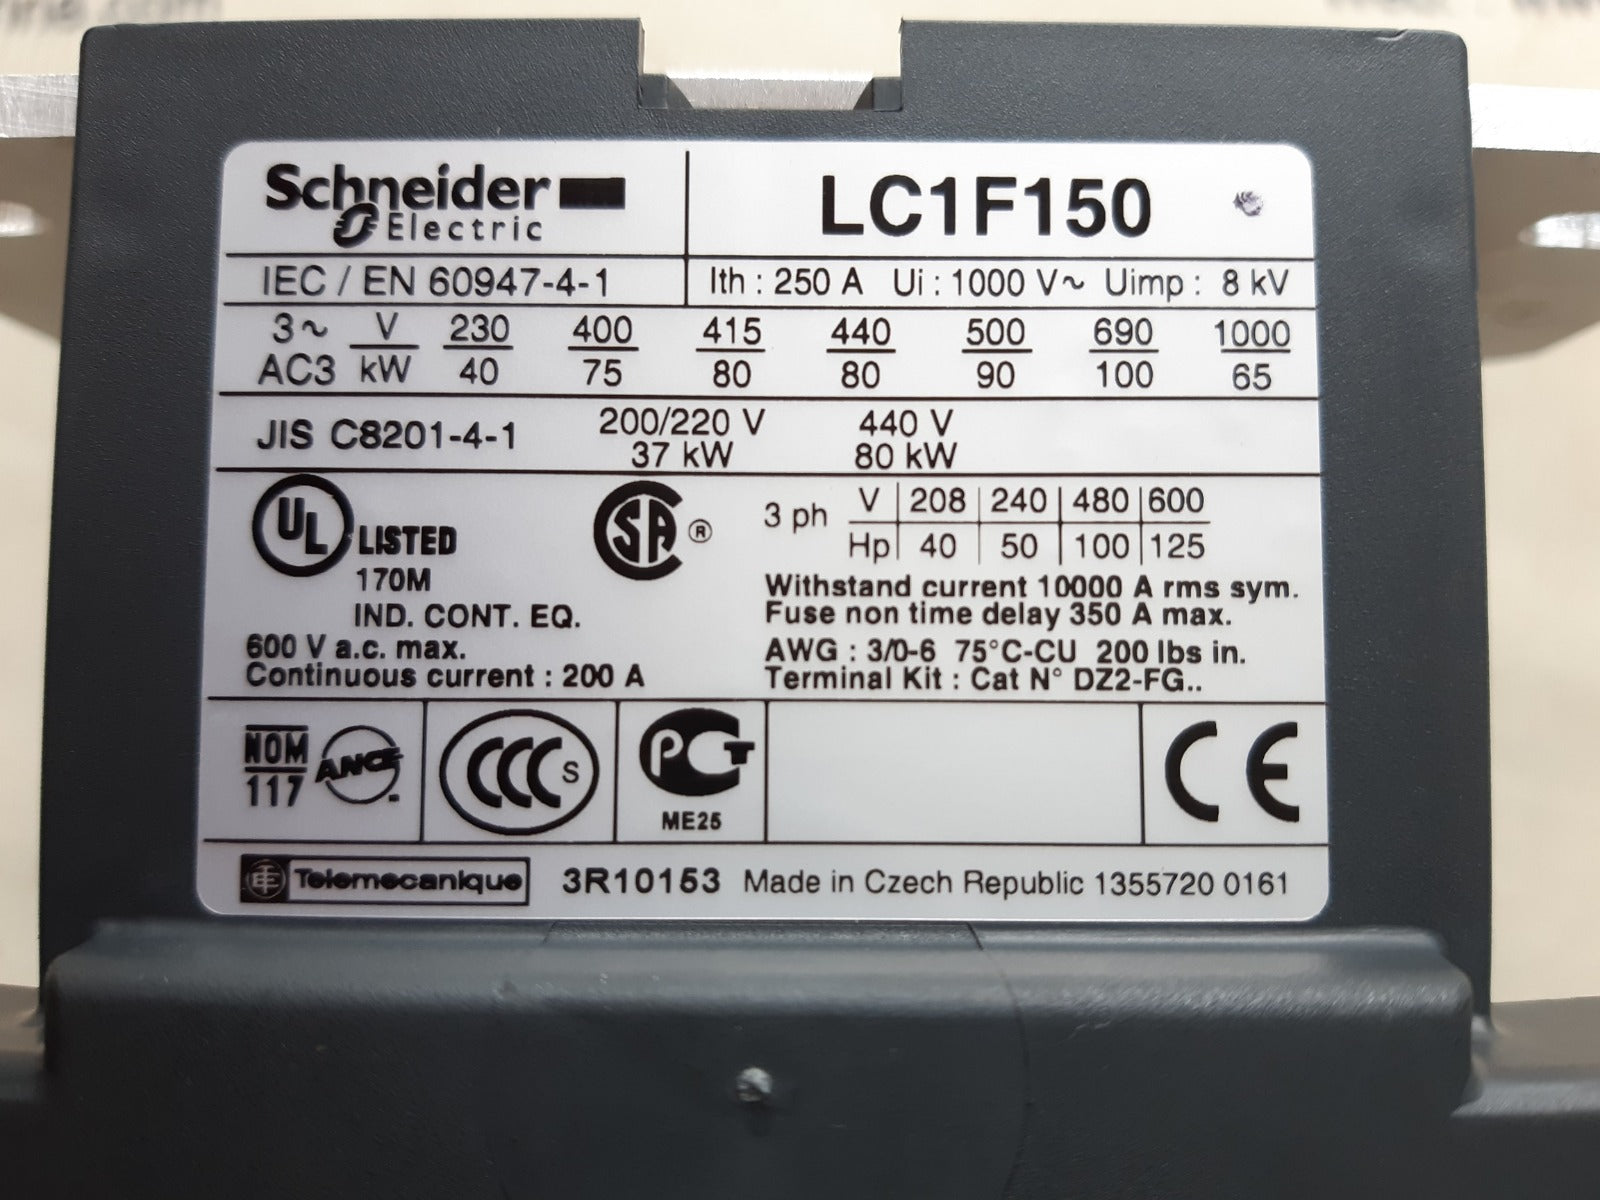 Schneider
Electric
LC1F150
IEC / EN 60947-4-1
Ith : 250 A Ui : 1000 V~ Uimp : 8 kV
3~ V 230 400 415 440 500 690 1000
AC3 kW 40 75 80 80 90 100 65
JIS C8201-4-1
200/220 V 440 V
37 kW 80 kW
UL LISTED
170M
IND. CONT. EQ.
600 V a.c. max.
Continuous current : 200 A
SA ®
3 ph V 208 240 480 600
Hp 40 50 100 125
Withstand current 10000 A rms sym.
Fuse non time delay 350 A max.
AWG : 3/0-6 75°C-CU 200 lbs in.
Terminal Kit : Cat N° DZ2-FG..
NOM
117
ANCE
CCC S
PCT
ME25
CE
Telemecanique 3R10153 Made in Czech Republic 1355720 0161